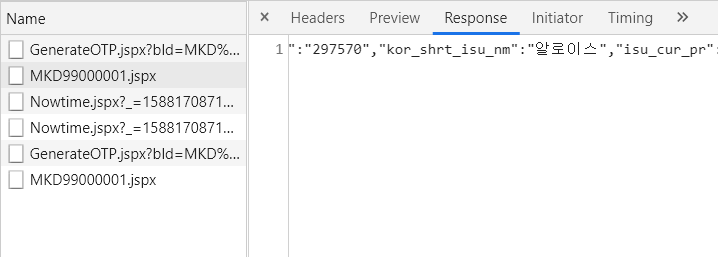 Name
GenerateOTP.jspx?bld=MKD%...
MKD99000001.jspx
Nowtime.jspx?_=1588170871...
Nowtime.jspx?_=1588170871...
GenerateOTP.jspx?bld=MKD%...
MKD99000001.jspx
× Headers Preview Response Initiator Timing »
1 ":"297570","kor_shrt_isu_nm":"알로이스","isu_cur_pr":